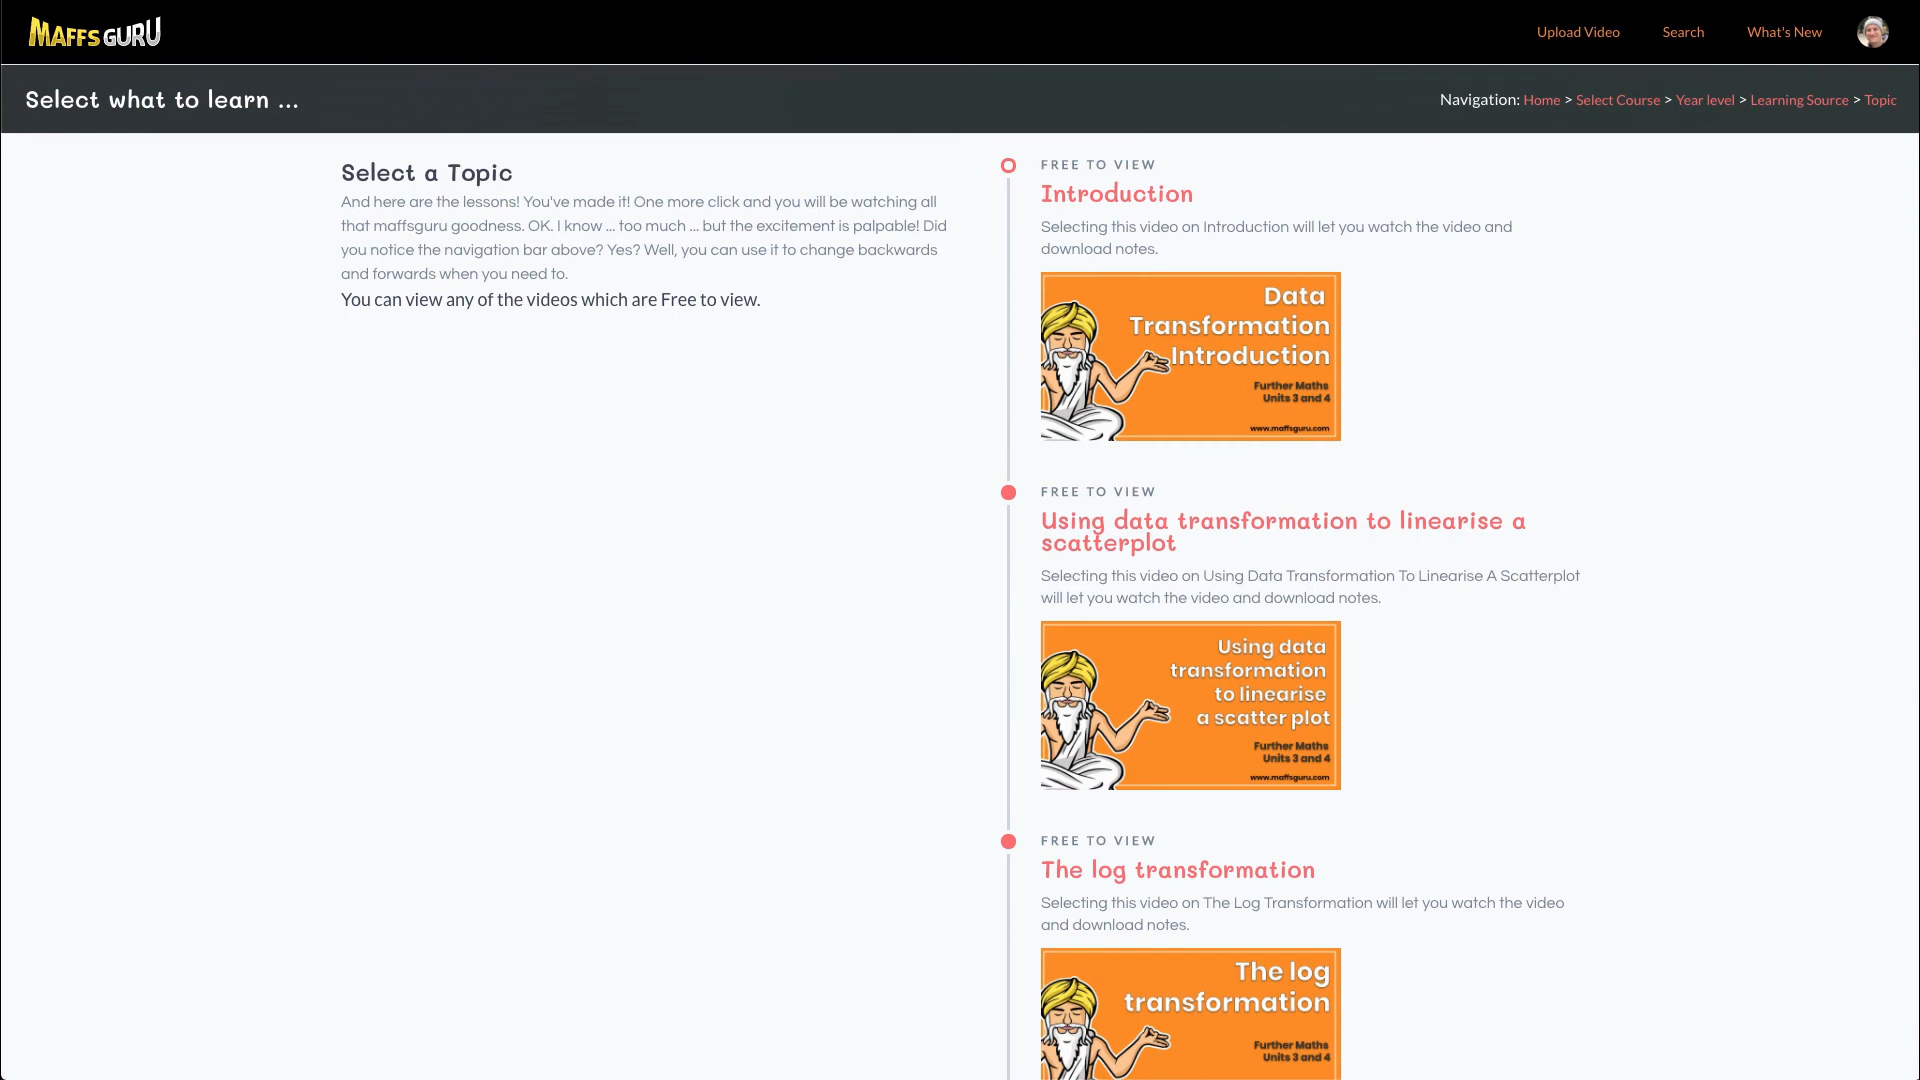 MAFFS GURU
Upload Video
Search
What's New
Select what to learn ...
Navigation: Home > Select Course > Year level > Learning Source > Topic
Select a Topic
And here are the lessons! You've made it! One more click and you will be watching all
that maffsguru goodness. OK. I know ... too much ... but the excitement is palpable! Did
you notice the navigation bar above? Yes? Well, you can use it to change backwards
and forwards when you need to.
You can view any of the videos which are Free to view.
FREE TO VIEW
Introduction
Selecting this video on Introduction will let you watch the video and
download notes.
Data
Transformation
Introduction
Further Maths
Units 3 and 4
www.maffsguru.com
FREE TO VIEW
Using data transformation to linearise a
scatterplot
Selecting this video on Using Data Transformation To Linearise A Scatterplot
will let you watch the video and download notes.
Using data
transformation
to linearise
a scatter plot
Further Maths
Units 3 and 4
www.maffsguru.com
FREE TO VIEW
The log transformation
Selecting this video on The Log Transformation will let you watch the video
and download notes.
The log
transformation
Further Maths
Units 3 and 4